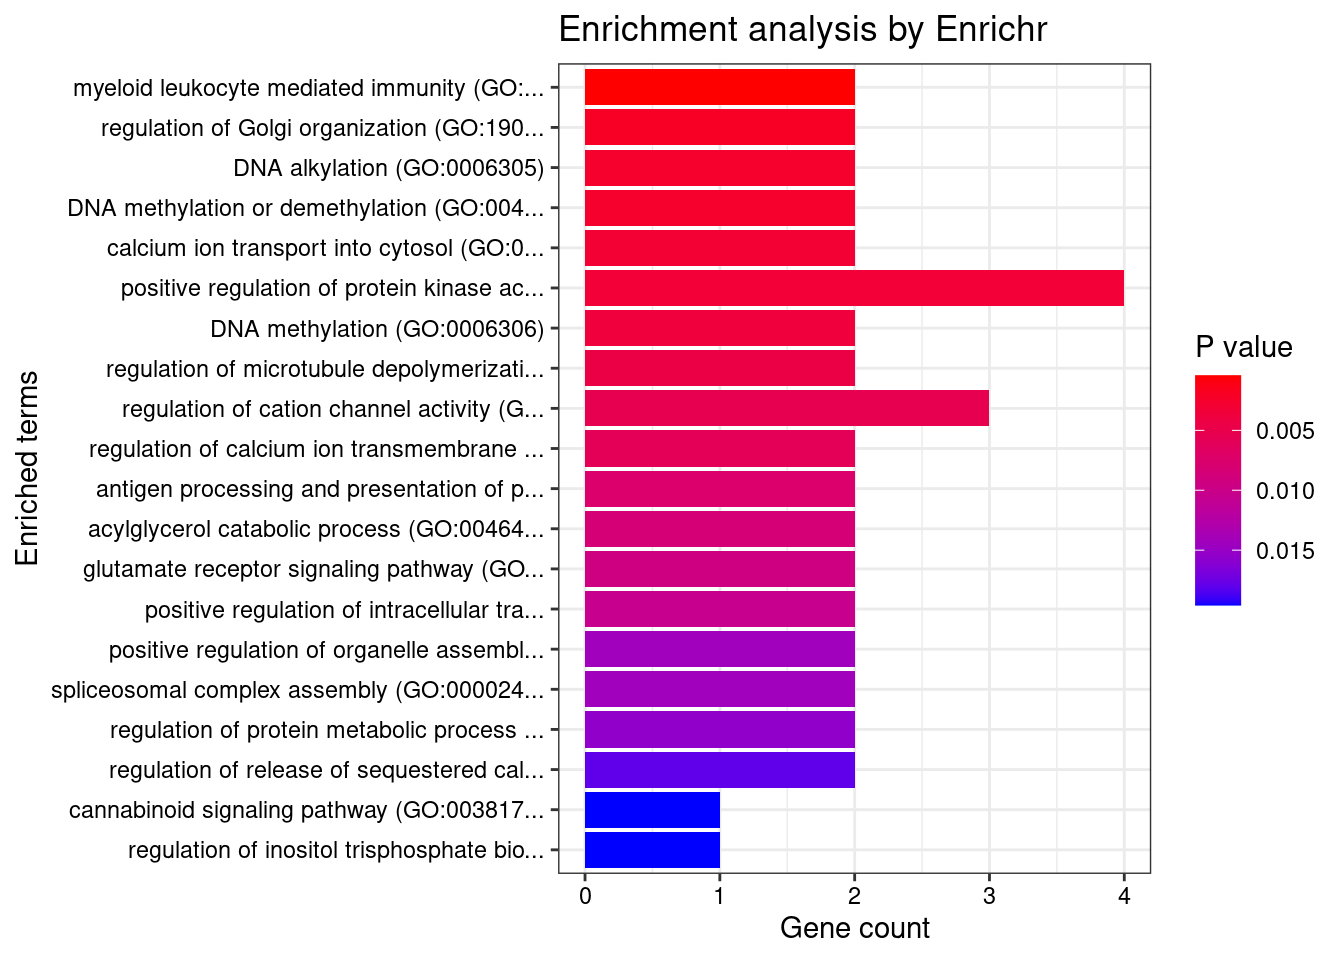 Enrichment analysis by Enrichr
myeloid leukocyte mediated immunity (GO:...
regulation of Golgi organization (GO:190...
DNA alkylation (GO:0006305)
DNA methylation or demethylation (GO:004...
calcium ion transport into cytosol (GO:0...
positive regulation of protein kinase ac...
DNA methylation (GO:0006306)
regulation of microtubule depolymerizati...
regulation of cation channel activity (G...
regulation of calcium ion transmembrane ...
antigen processing and presentation of p...
acylglycerol catabolic process (GO:00464...
glutamate receptor signaling pathway (GO...
positive regulation of intracellular tra...
positive regulation of organelle assembl...
spliceosomal complex assembly (GO:000024...
regulation of protein metabolic process ...
regulation of release of sequestered cal...
cannabinoid signaling pathway (GO:003817...
regulation of inositol trisphosphate bio...
Enriched terms
0 1 2 3 4
Gene count
P value
0.005
0.010
0.015